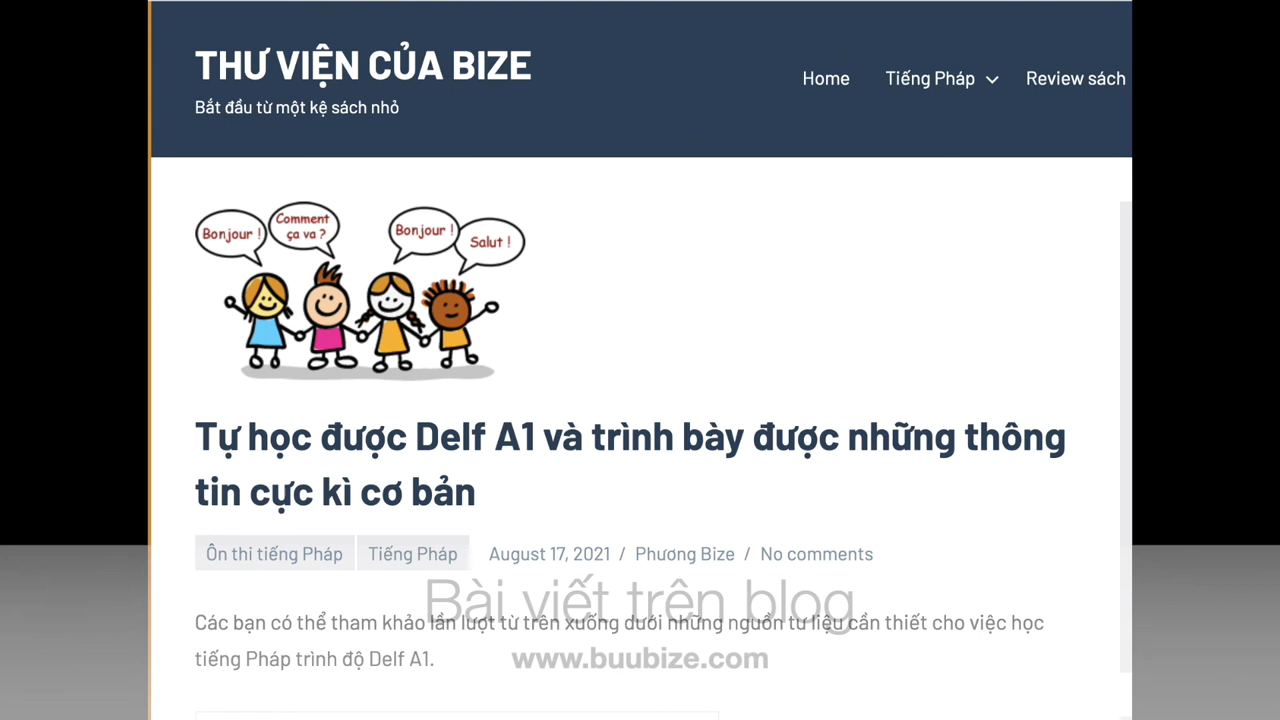 THƯ VIỆN CỦA BIZE
Bắt đầu từ một kệ sách nhỏ
Home
Tiếng Pháp
Review sách
Bonjour !
Comment
ça va ?
Bonjour !
Salut !
Tự học được Delf A1 và trình bày được những thông
tin cực kì cơ bản
Ôn thi tiếng Pháp
Tiếng Pháp
August 17, 2021 / Phương Bize / No comments
Bài viết trên blog
Các bạn có thể tham khảo lần lượt từ trên xuống dưới những nguồn tư liệu cần thiết cho việc học
tiếng Pháp trình độ Delf A1.
www.buubize.com